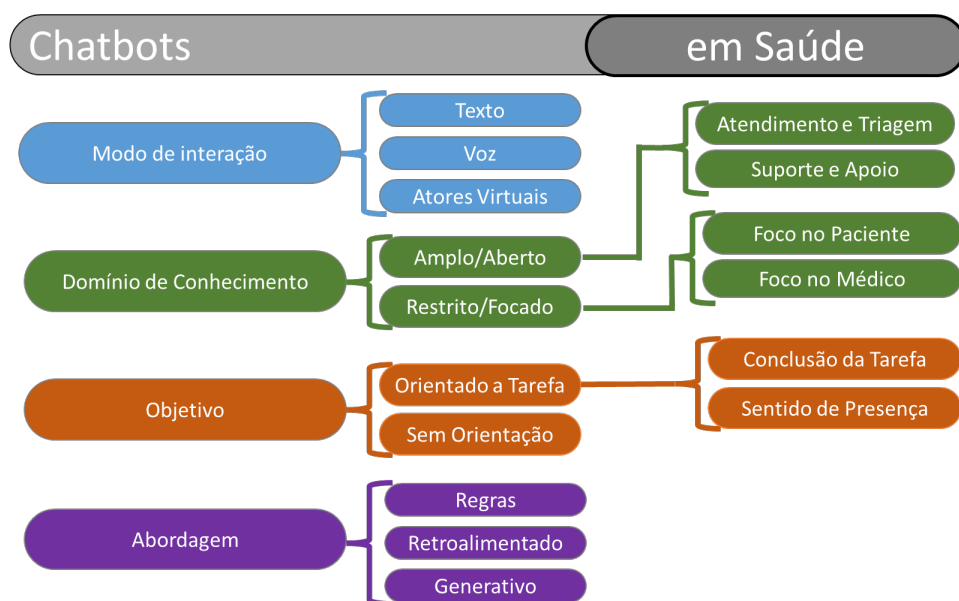 Chatbots
em Saúde
Modo de interação
Texto
Voz
Atores Virtuais
Domínio de Conhecimento
Amplo/Aberto
Restrito/Focado
Atendimento e Triagem
Suporte e Apoio
Foco no Paciente
Foco no Médico
Objetivo
Orientado a Tarefa
Sem Orientação
Conclusão da Tarefa
Sentido de Presença
Abordagem
Regras
Retroalimentado
Generativo